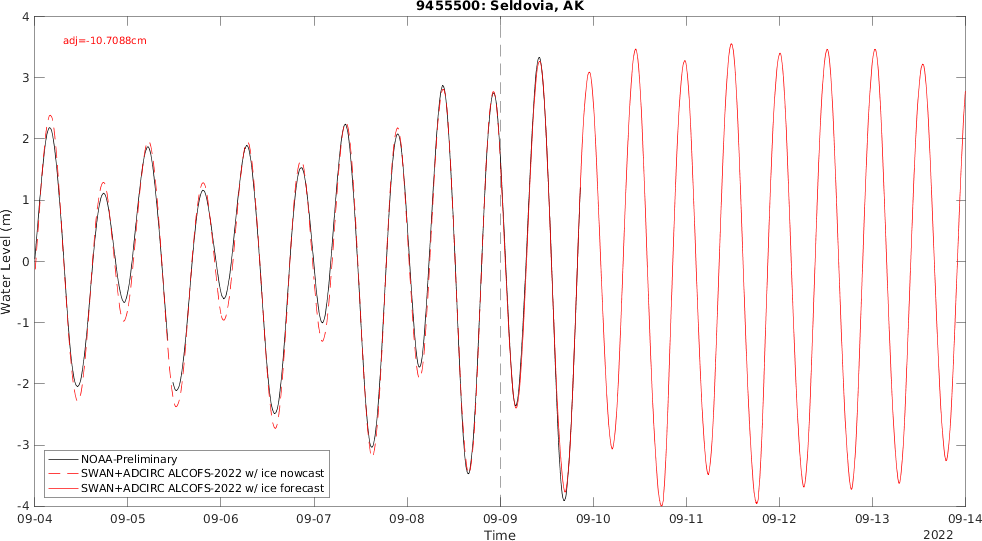 9455500: Seldovia, AK
adj=-10.7088cm
Water Level (m)
4
3
2
1
0
-1
-2
-3
-4
NOAA-Preliminary
SWAN+ADCIRC ALCOFS-2022 w/ ice nowcast
SWAN+ADCIRC ALCOFS-2022 w/ ice forecast
09-04 09-05 09-06 09-07 09-08 09-09 09-10 09-11 09-12 09-13 09-14
Time
2022